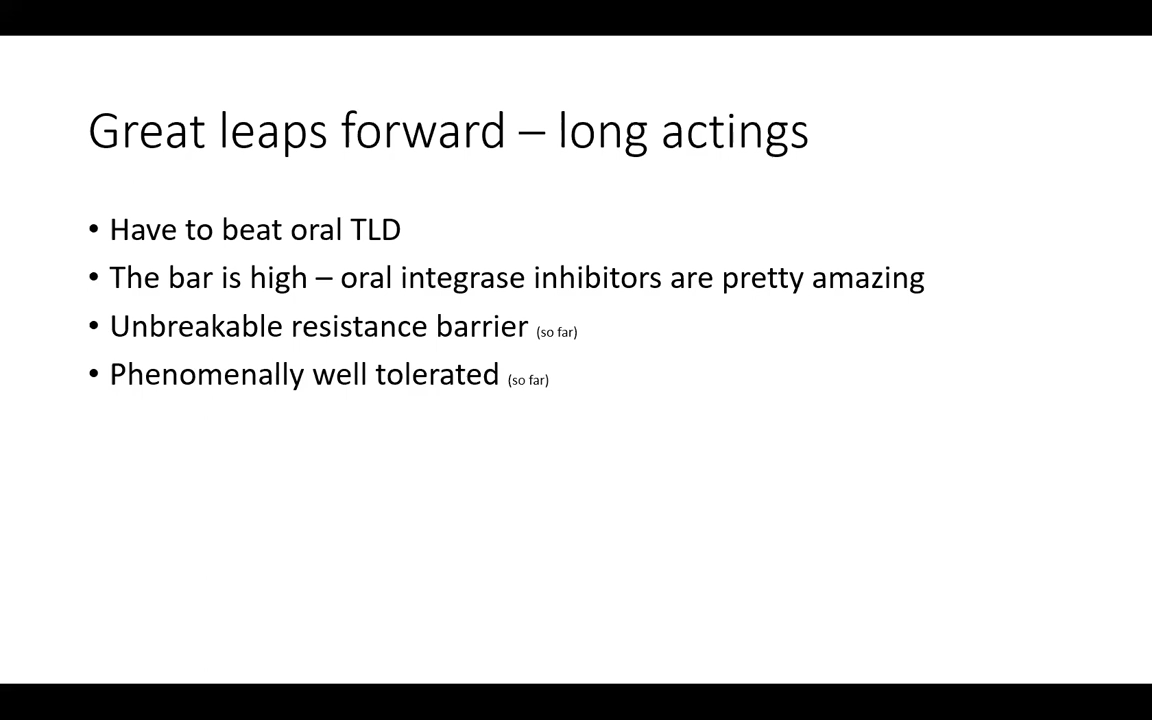 Great leaps forward – long actings
• Have to beat oral TLD
• The bar is high – oral integrase inhibitors are pretty amazing
• Unbreakable resistance barrier (so far)
• Phenomenally well tolerated (so far)